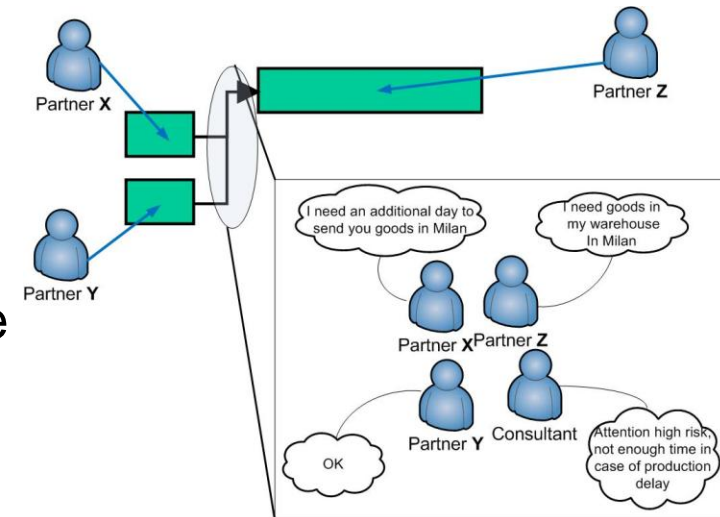 Partner X
Partner Z
Partner Y
e
I need an additional day to
send you goods in Milan
I need goods in
my warehouse
In Milan
Partner X
Partner Z
Partner Y
Consultant
OK
Attention high risk,
not enough time in
case of production
delay